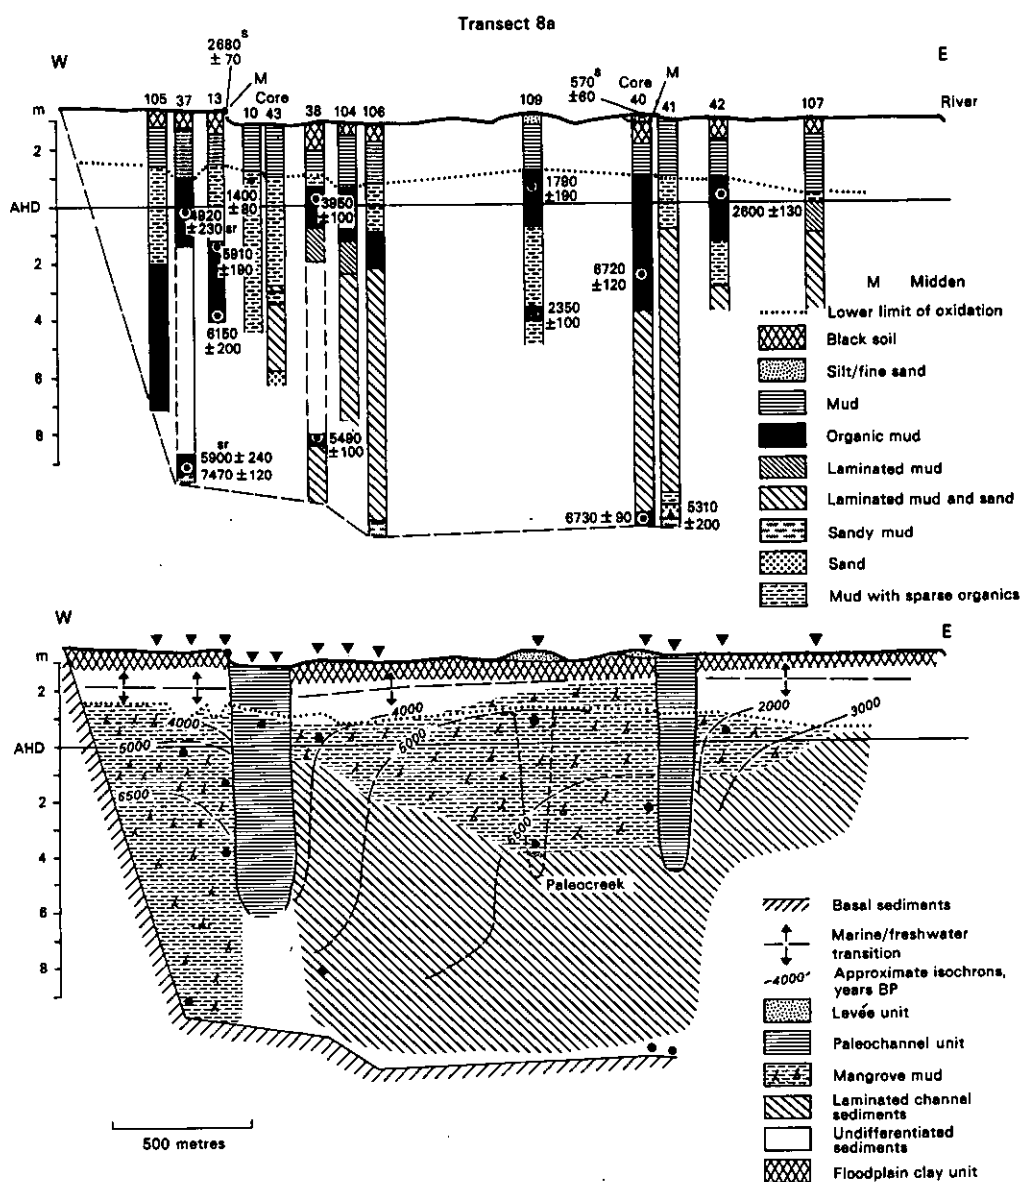 Transect 8a
W
E
2680 s
± 70
M
Core
105 37 13 10 43 38 104 106 109 40 41 42 107
570 s
± 60
Core
M
River
m
2
AHD
2
4
6
8
4920
± 230 sr
5910
± 190
6150
± 200
1400
± 80
3950
± 100
1790
± 190
2600 ± 130
6720
± 120
2350
± 100
sr
5900 ± 240
7470 ± 120
5490
± 100
6730 ± 90
5310
± 200
M Midden
Lower limit of oxidation
Black soil
Silt/fine sand
Mud
Organic mud
Laminated mud
Laminated mud and sand
Sandy mud
Sand
Mud with sparse organics
W
E
m
2
AHD
2
4
6
8
4000
5000
6500
4000
5000
6500
2000
3000
Paleocreek
500 metres
Basal sediments
Marine/freshwater
transition
4000 Approximate isochrons,
years BP
Levée unit
Paleochannel unit
Mangrove mud
Laminated channel
sediments
Undifferentiated
sediments
Floodplain clay unit